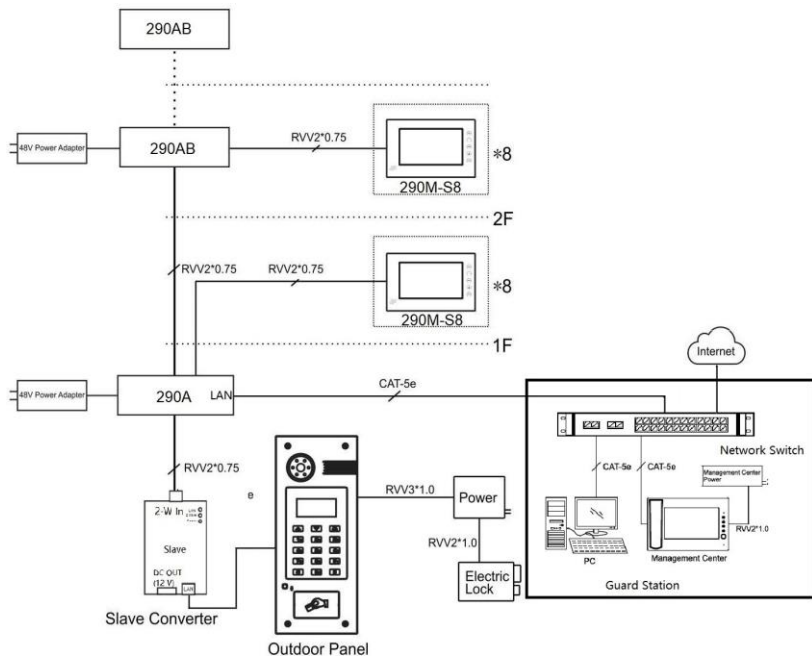 290AB
48V Power Adapter
290AB
RVV2*0.75
290M-S8
*8
2F
RVV2*0.75
RVV2*0.75
290M-S8
*8
1F
48V Power Adapter
290A
LAN
CAT-5e
Internet
Network Switch
RVV2*0.75
e
RVV3*1.0
Power
CAT-5e
CAT-5e
Management Center
Power
2-W In
Slave
DC OUT
(12 V)
LAN
RVV2*1.0
RVV2*1.0
PC
Management Center
Electric
Lock
Guard Station
Slave Converter
Outdoor Panel